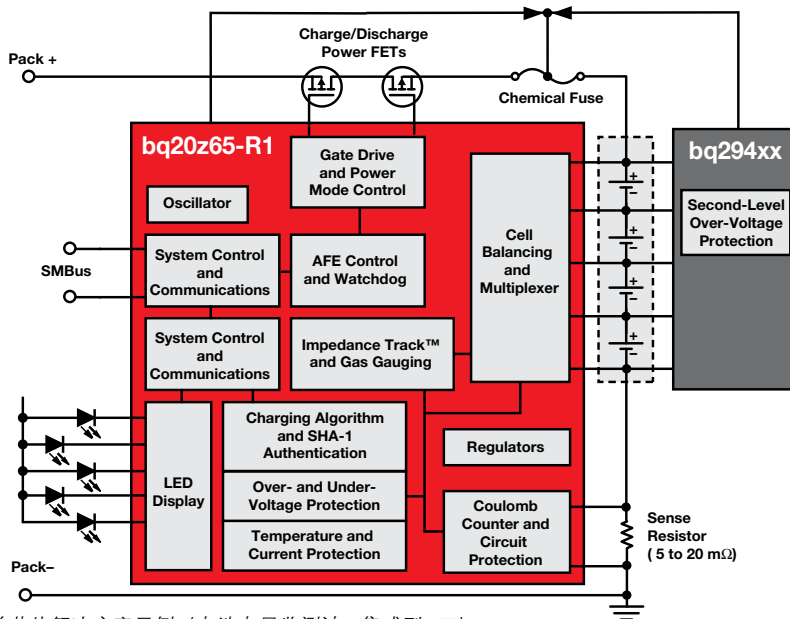 Charge/Discharge
Power FETs
Pack +
Chemical Fuse
bq20z65-R1
bq294xx
Gate Drive
and Power
Mode Control
Oscillator
Second-Level
Over-Voltage
Protection
Cell
Balancing
and
Multiplexer
SMBus
System Control
and
Communications
AFE Control
and Watchdog
System Control
and
Communications
Impedance Track™
and Gas Gauging
Charging Algorithm
and SHA-1
Authentication
Regulators
LED
Display
Over- and Under-
Voltage Protection
Coulomb
Counter and
Circuit
Protection
Temperature and
Current Protection
Sense
Resistor
( 5 to 20 mΩ)
Pack–